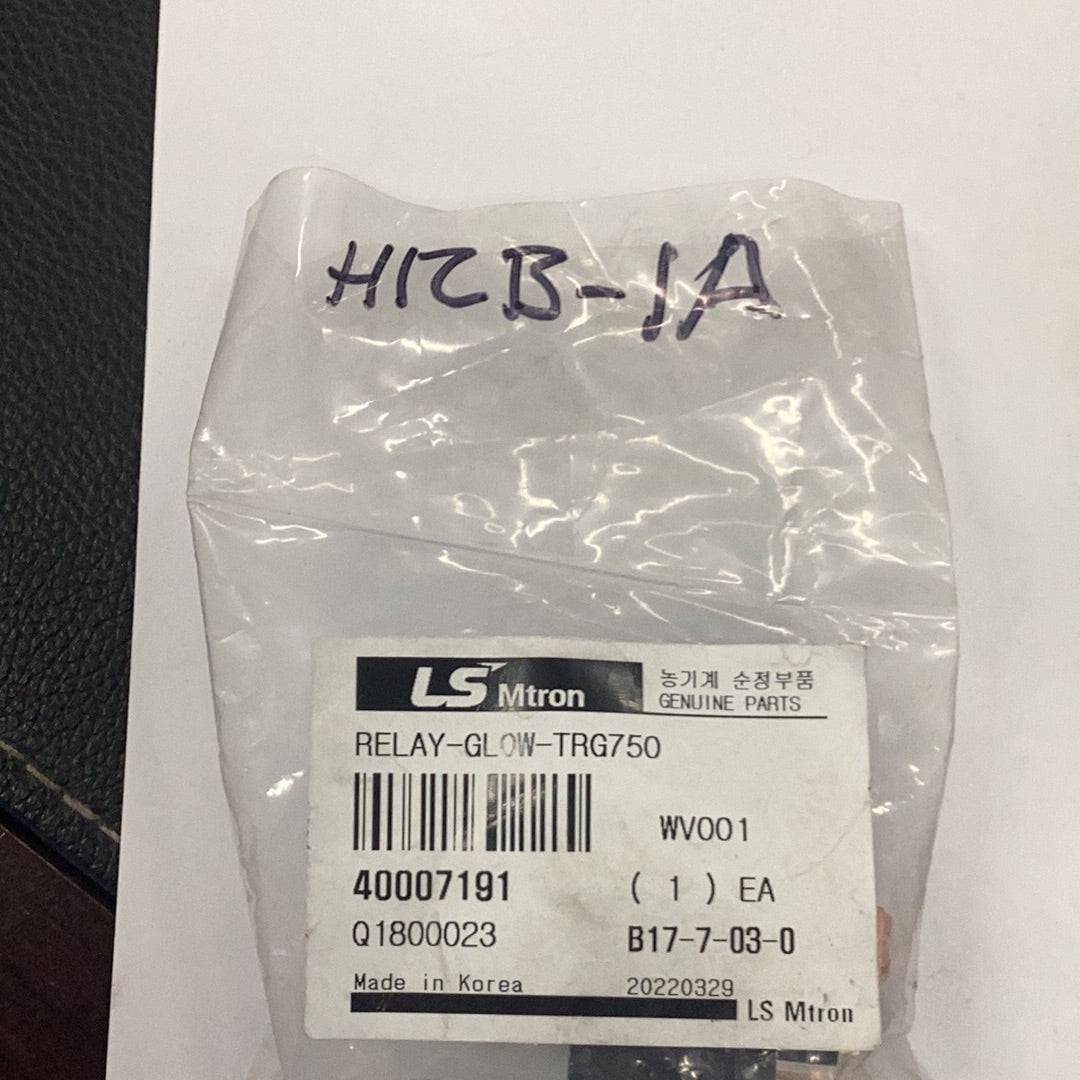 H12B-1A
LS Mtron
농기계 순정부품
GENUINE PARTS
RELAY-GLOW-TRG750
WV001
40007191
( 1 ) EA
Q1800023
B17-7-03-0
Made in Korea
20220329
LS Mtron